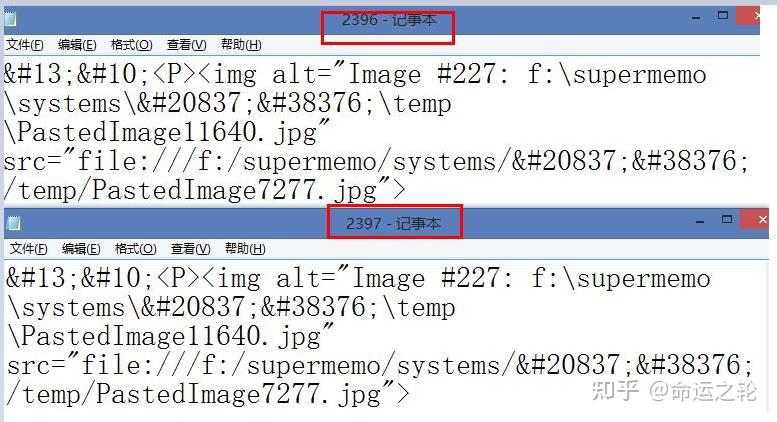 2396 - 记事本
文件(F) 编辑(E) 格式(O) 查看(V) 帮助(H)
&#13;&#10;<P><img alt="Image #227: f:\supermemo
\systems\&#20837;&#38376;\temp
\PastedImage11640.jpg"
src="file:///f:/supermemo/systems/&#20837;&#38376;
/temp/PastedImage7277.jpg">
2397 - 记事本
文件(F) 编辑(E) 格式(O) 查看(V) 帮助(H)
&#13;&#10;<P><img alt="Image #227: f:\supermemo
\systems\&#20837;&#38376;\temp
\PastedImage11640.jpg"
src="file:///f:/supermemo/systems/&#20837;&#38376;
/temp/PastedImage7277.jpg">
知乎 @命运之轮